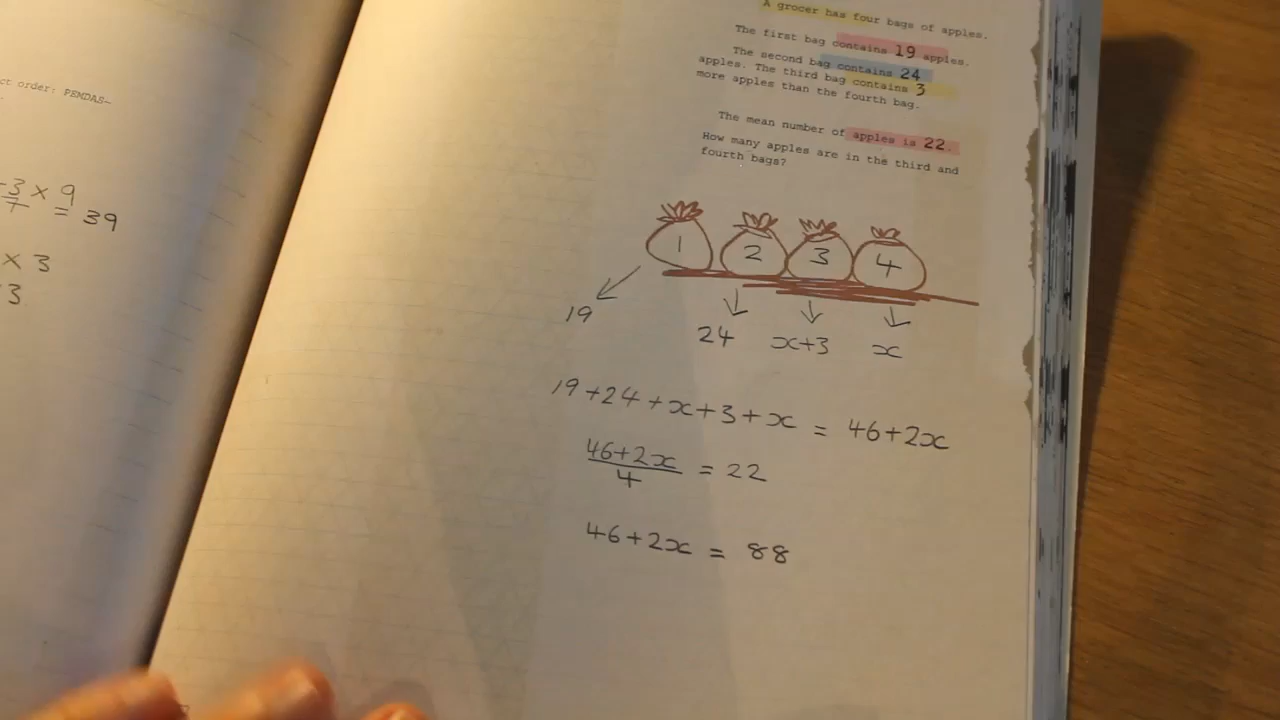 ct order: PEMDAS—
3/1 × 9
= 39
× 3
3
A grocer has four bags of apples.
The first bag contains 19 apples.
The second bag contains 24
apples. The third bag contains 3
more apples than the fourth bag.
The mean number of apples is 22.
How many apples are in the third and
fourth bags?
1 2 3 4
19 24 x+3 x
19+24+x+3+x = 46+2x
46+2x
4
= 22
46+2x = 88